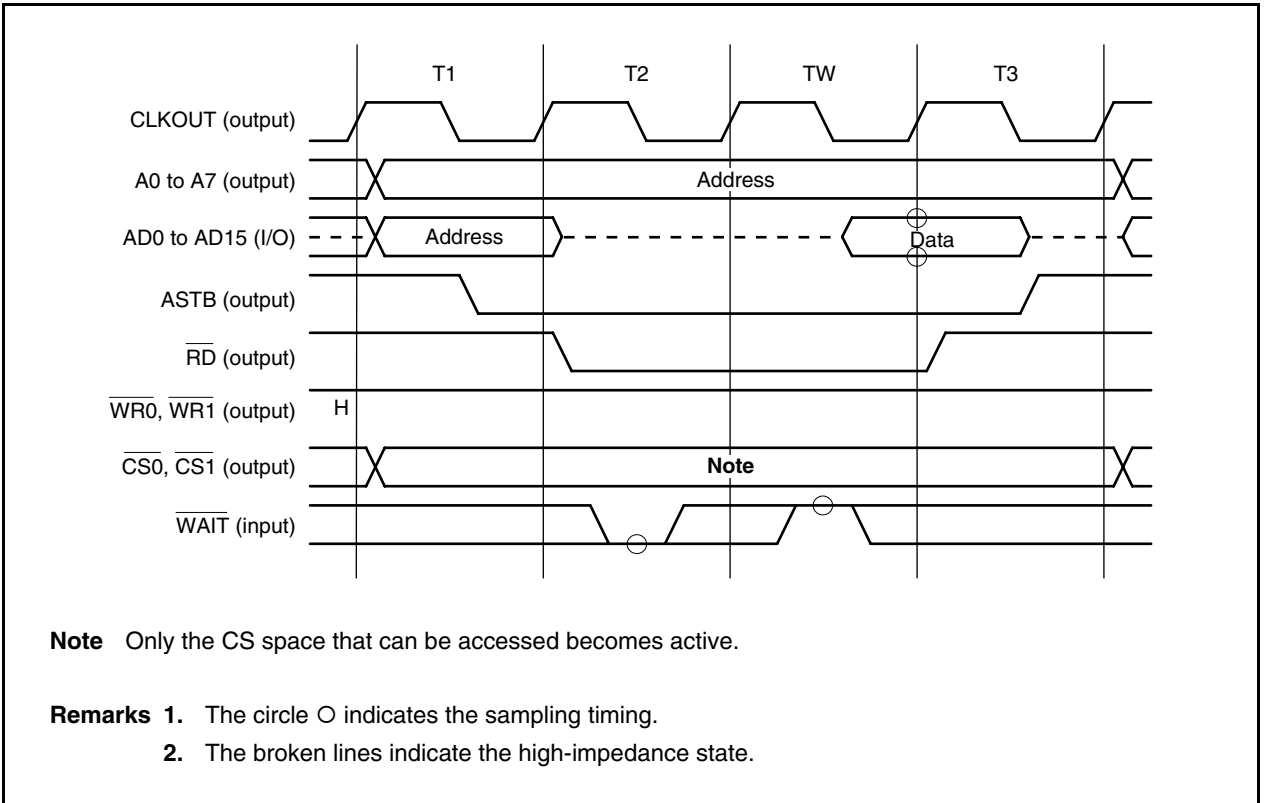 T1 T2 TW T3
CLKOUT (output)
A0 to A7 (output) Address
AD0 to AD15 (I/O) Address Data
ASTB (output)
RD (output)
WR0, WR1 (output) H
CS0, CS1 (output) Note
WAIT (input)
Note Only the CS space that can be accessed becomes active.
Remarks 1. The circle ○ indicates the sampling timing.
2. The broken lines indicate the high-impedance state.